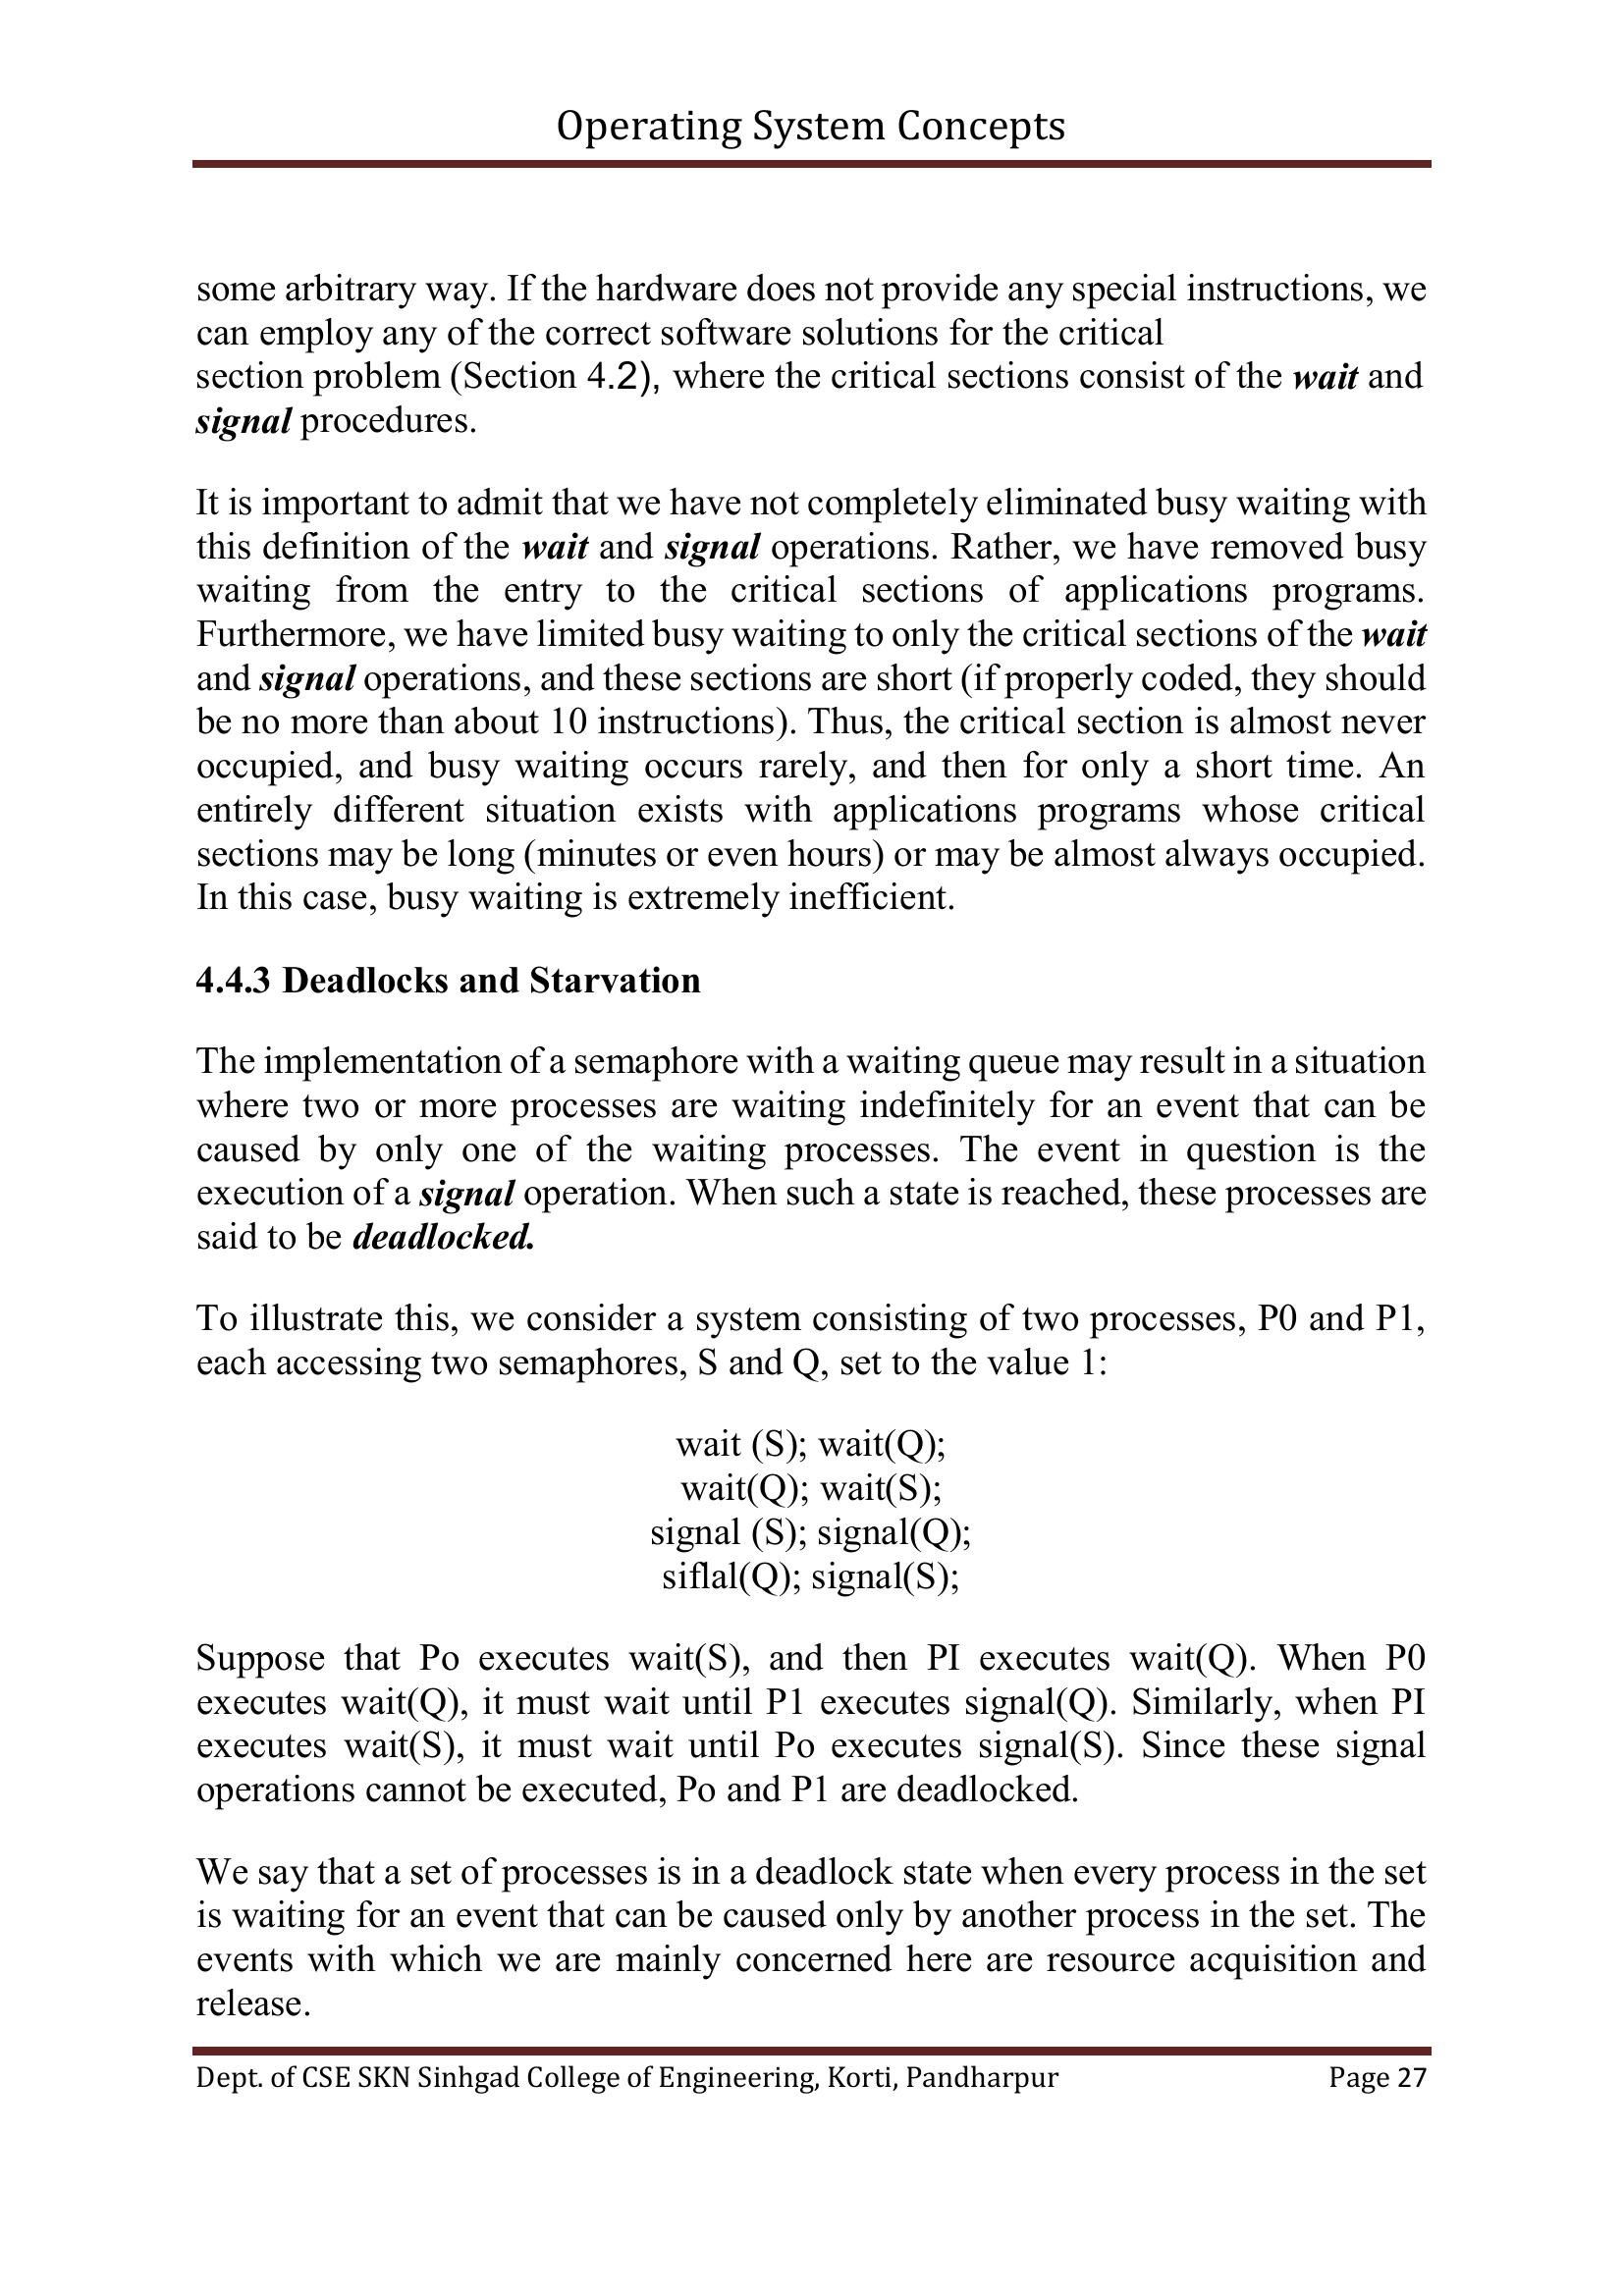 Operating System Concepts
some arbitrary way. If the hardware does not provide any special instructions, we
can employ any of the correct software solutions for the critical
section problem (Section 4.2), where the critical sections consist of the wait and
signal procedures.
It is important to admit that we have not completely eliminated busy waiting with
this definition of the wait and signal operations. Rather, we have removed busy
waiting from the entry to the critical sections of applications programs.
Furthermore, we have limited busy waiting to only the critical sections of the wait
and signal operations, and these sections are short (if properly coded, they should
be no more than about 10 instructions). Thus, the critical section is almost never
occupied, and busy waiting occurs rarely, and then for only a short time. An
entirely different situation exists with applications programs whose critical
sections may be long (minutes or even hours) or may be almost always occupied.
In this case, busy waiting is extremely inefficient.
4.4.3 Deadlocks and Starvation
The implementation of a semaphore with a waiting queue may result in a situation
where two or more processes are waiting indefinitely for an event that can be
caused by only one of the waiting processes. The event in question is the
execution of a signal operation. When such a state is reached, these processes are
said to be deadlocked.
To illustrate this, we consider a system consisting of two processes, P0 and P1,
each accessing two semaphores, S and Q, set to the value 1:
wait (S); wait(Q);
wait(Q); wait(S);
signal (S); signal(Q);
siflal(Q); signal(S);
Suppose that Po executes wait(S), and then PI executes wait(Q). When P0
executes wait(Q), it must wait until P1 executes signal(Q). Similarly, when PI
executes wait(S), it must wait until Po executes signal(S). Since these signal
operations cannot be executed, Po and P1 are deadlocked.
We say that a set of processes is in a deadlock state when every process in the set
is waiting for an event that can be caused only by another process in the set. The
events with which we are mainly concerned here are resource acquisition and
release.
Dept. of CSE SKN Sinhgad College of Engineering, Korti, Pandharpur Page 27